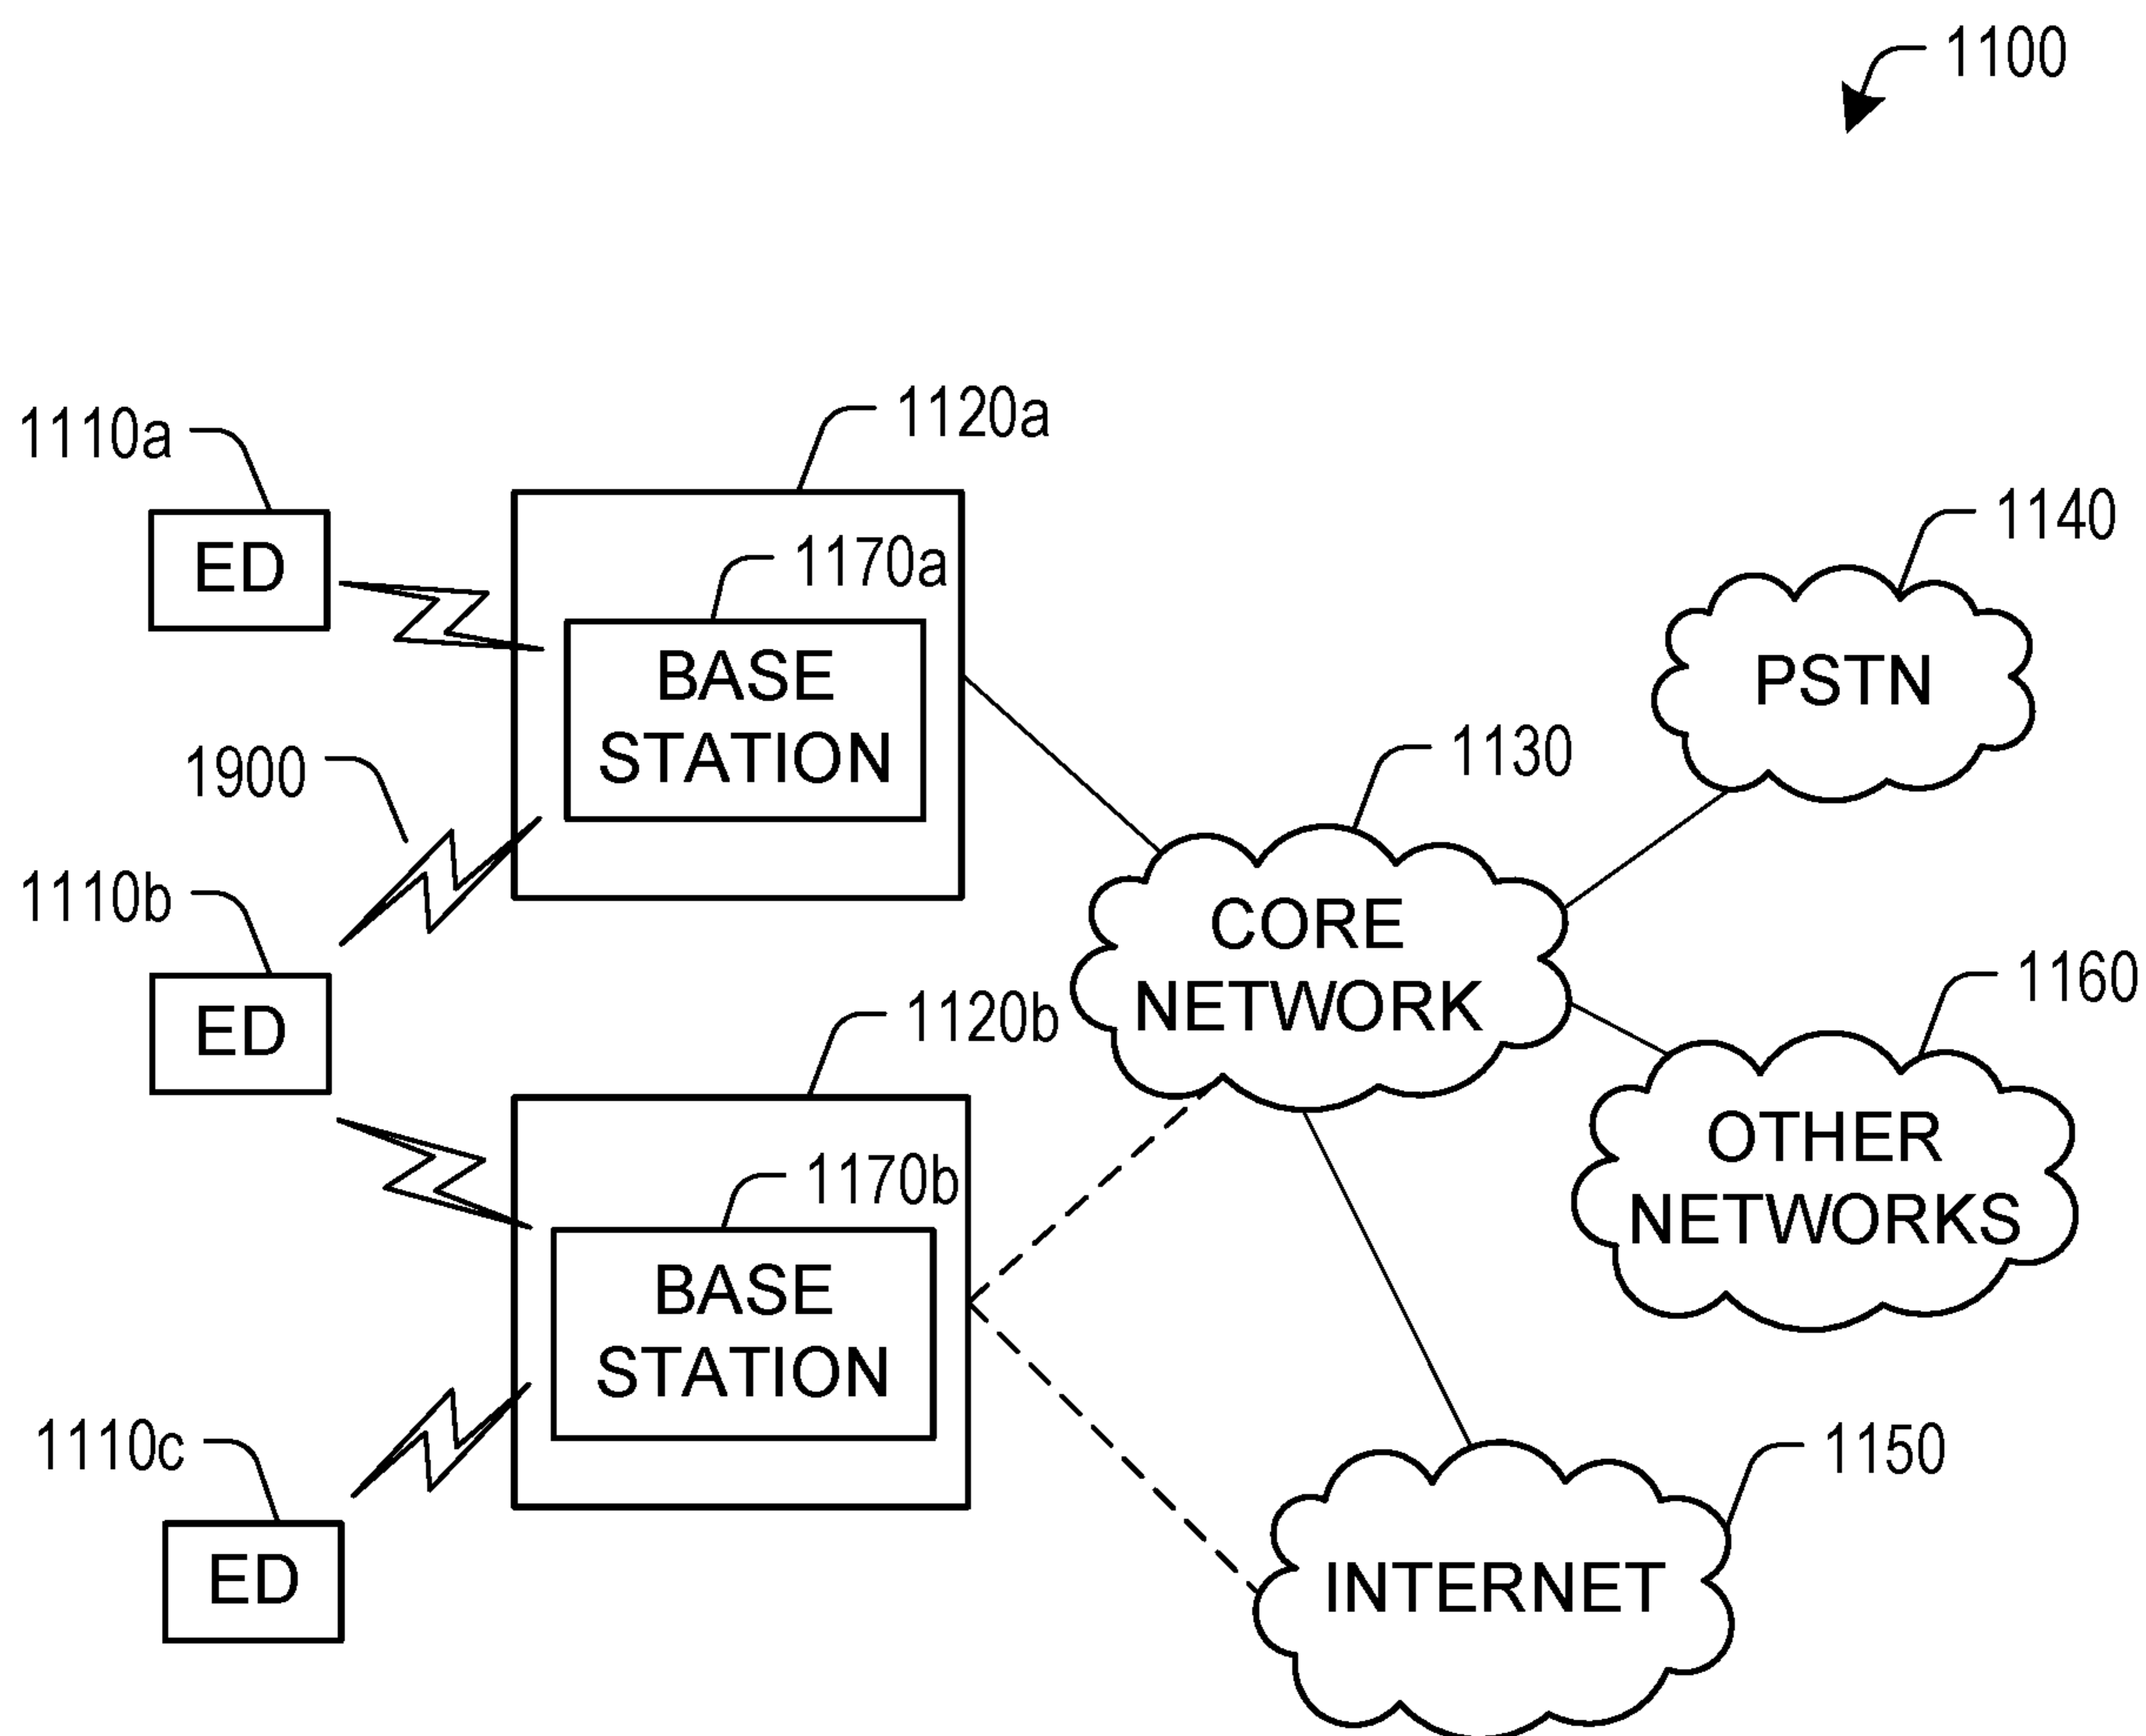 1100
1120a
1110a
ED
1170a
BASE
STATION
1140
PSTN
1900
1130
CORE
NETWORK
1110b
ED
1120b
1160
OTHER
NETWORKS
1170b
BASE
STATION
1110c
ED
1150
INTERNET